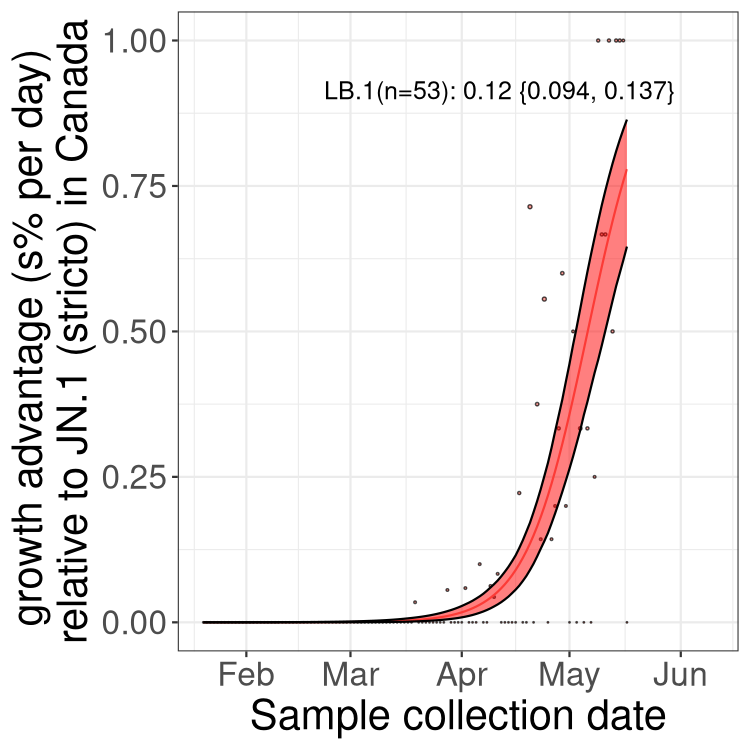 growth advantage (s% per day)
relative to JN.1 (stricto) in Canada
1.00
0.75
0.50
0.25
0.00
LB.1(n=53): 0.12 {0.094, 0.137}
Feb Mar Apr May Jun
Sample collection date